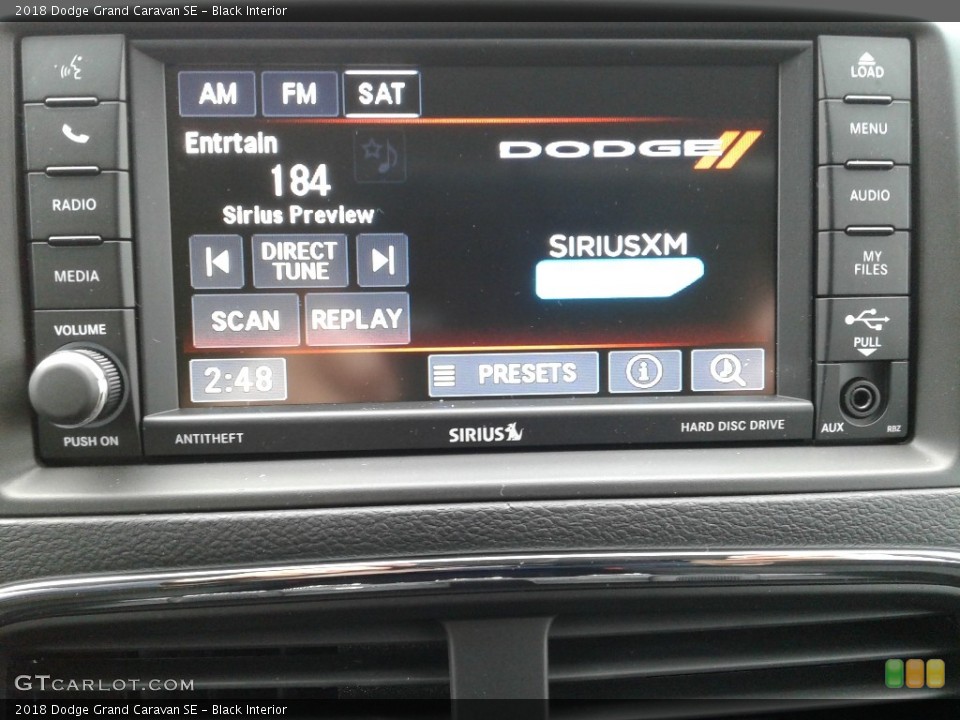 2018 Dodge Grand Caravan SE - Black Interior
LOAD
AM FM SAT
MENU
Entrtain
DODGE
184
Sirius Preview
RADIO
AUDIO
DIRECT TUNE
SIRIUSXM
MEDIA
MY FILES
SCAN REPLAY
VOLUME
PULL
2:48
PRESETS
i
PUSH ON
ANTITHEFT
SIRIUS
HARD DISC DRIVE
AUX
RBZ
GTCARLOT.COM
2018 Dodge Grand Caravan SE - Black Interior